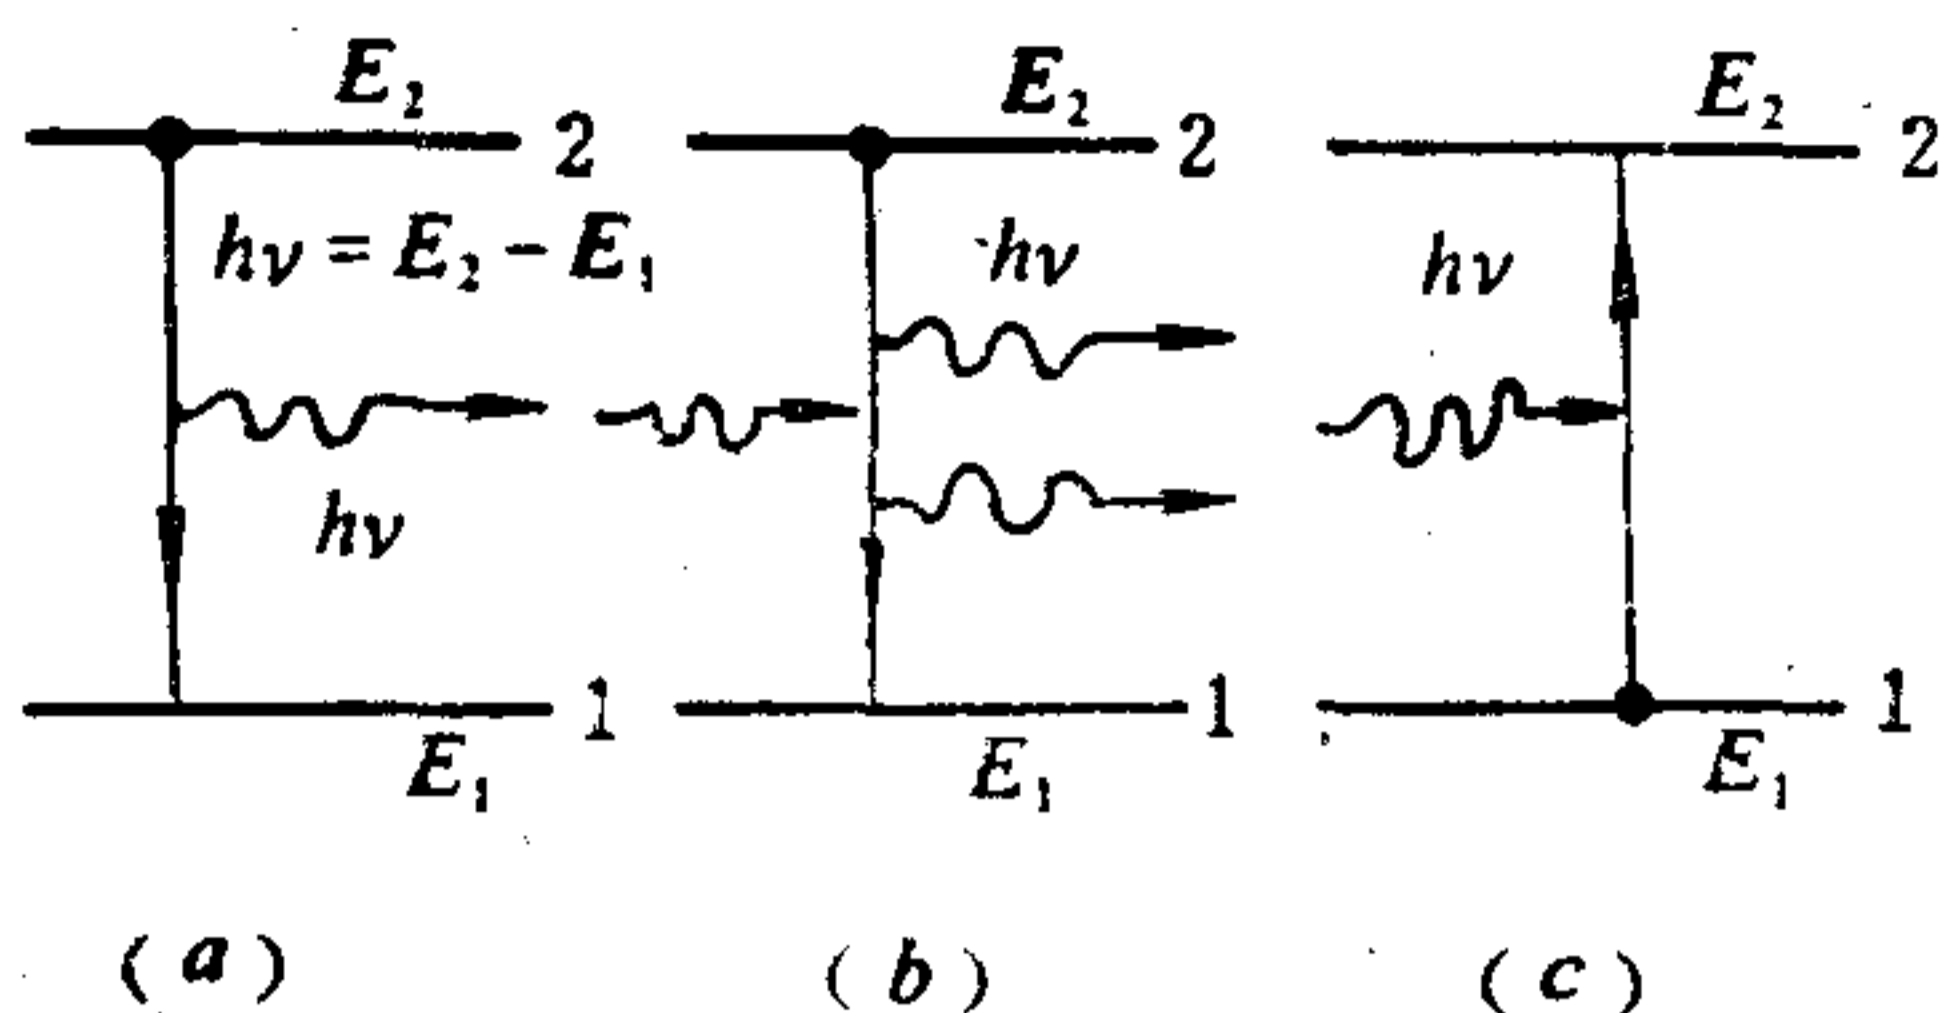 E₂ 2 E₂ 2 E₂ 2
hν = E₂ - E₁ hν hν
hν
1 1 1
E₁ E₁ E₁
(a) (b) (c)